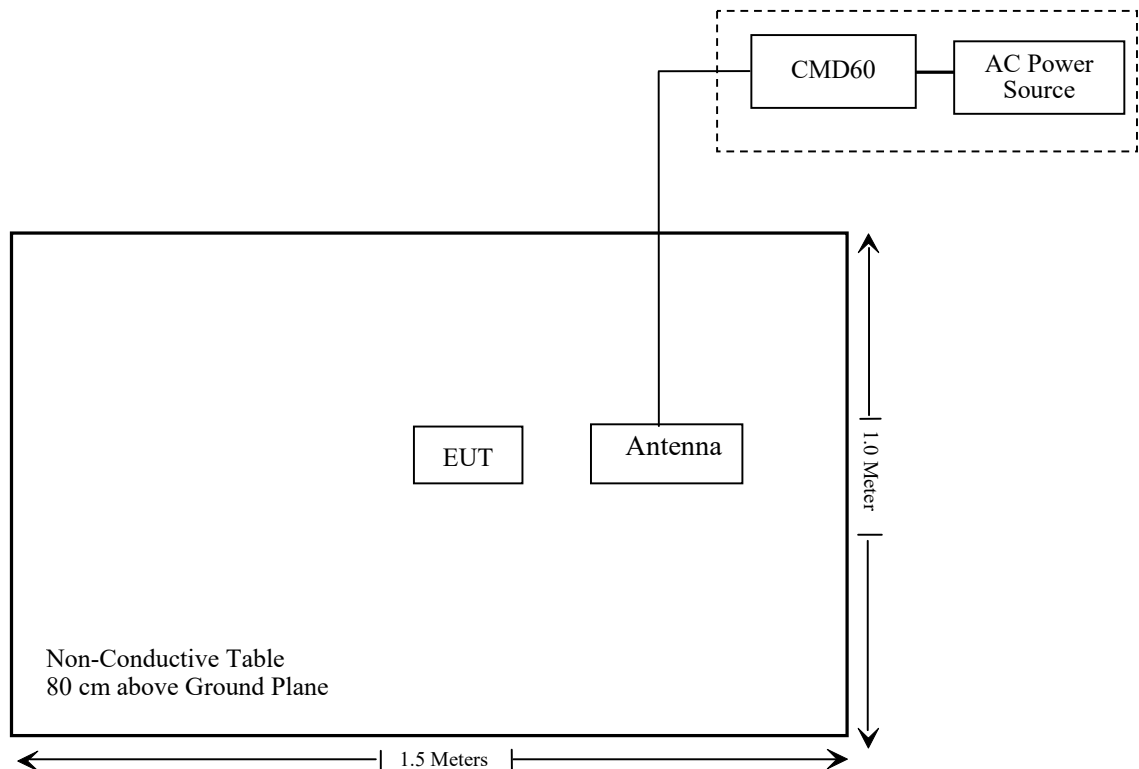 CMD60
AC Power
Source
EUT
Antenna
1.0 Meter
Non-Conductive Table
80 cm above Ground Plane
1.5 Meters